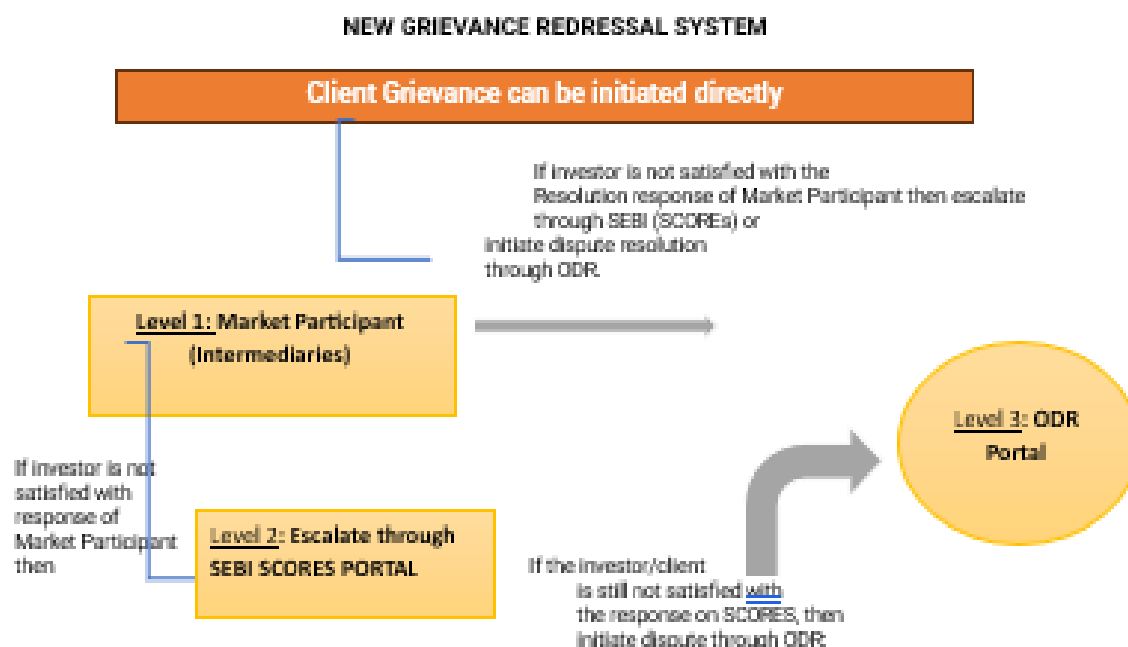 NEW GRIEVANCE REDRESSAL SYSTEM
Client Grievance can be initiated directly
If investor is not satisfied with the
Resolution response of Market Participant then escalate
through SEBI (SCOREs) or
initiate dispute resolution
through ODR.
Level 1: Market Participant
(Intermediaries)
Level 3: ODR
Portal
If investor is not
satisfied with
response of
Market Participant
then
Level 2: Escalate through
SEBI SCORES PORTAL
If the investor/client
is still not satisfied with
the response on SCORES, then
initiate dispute through ODR: